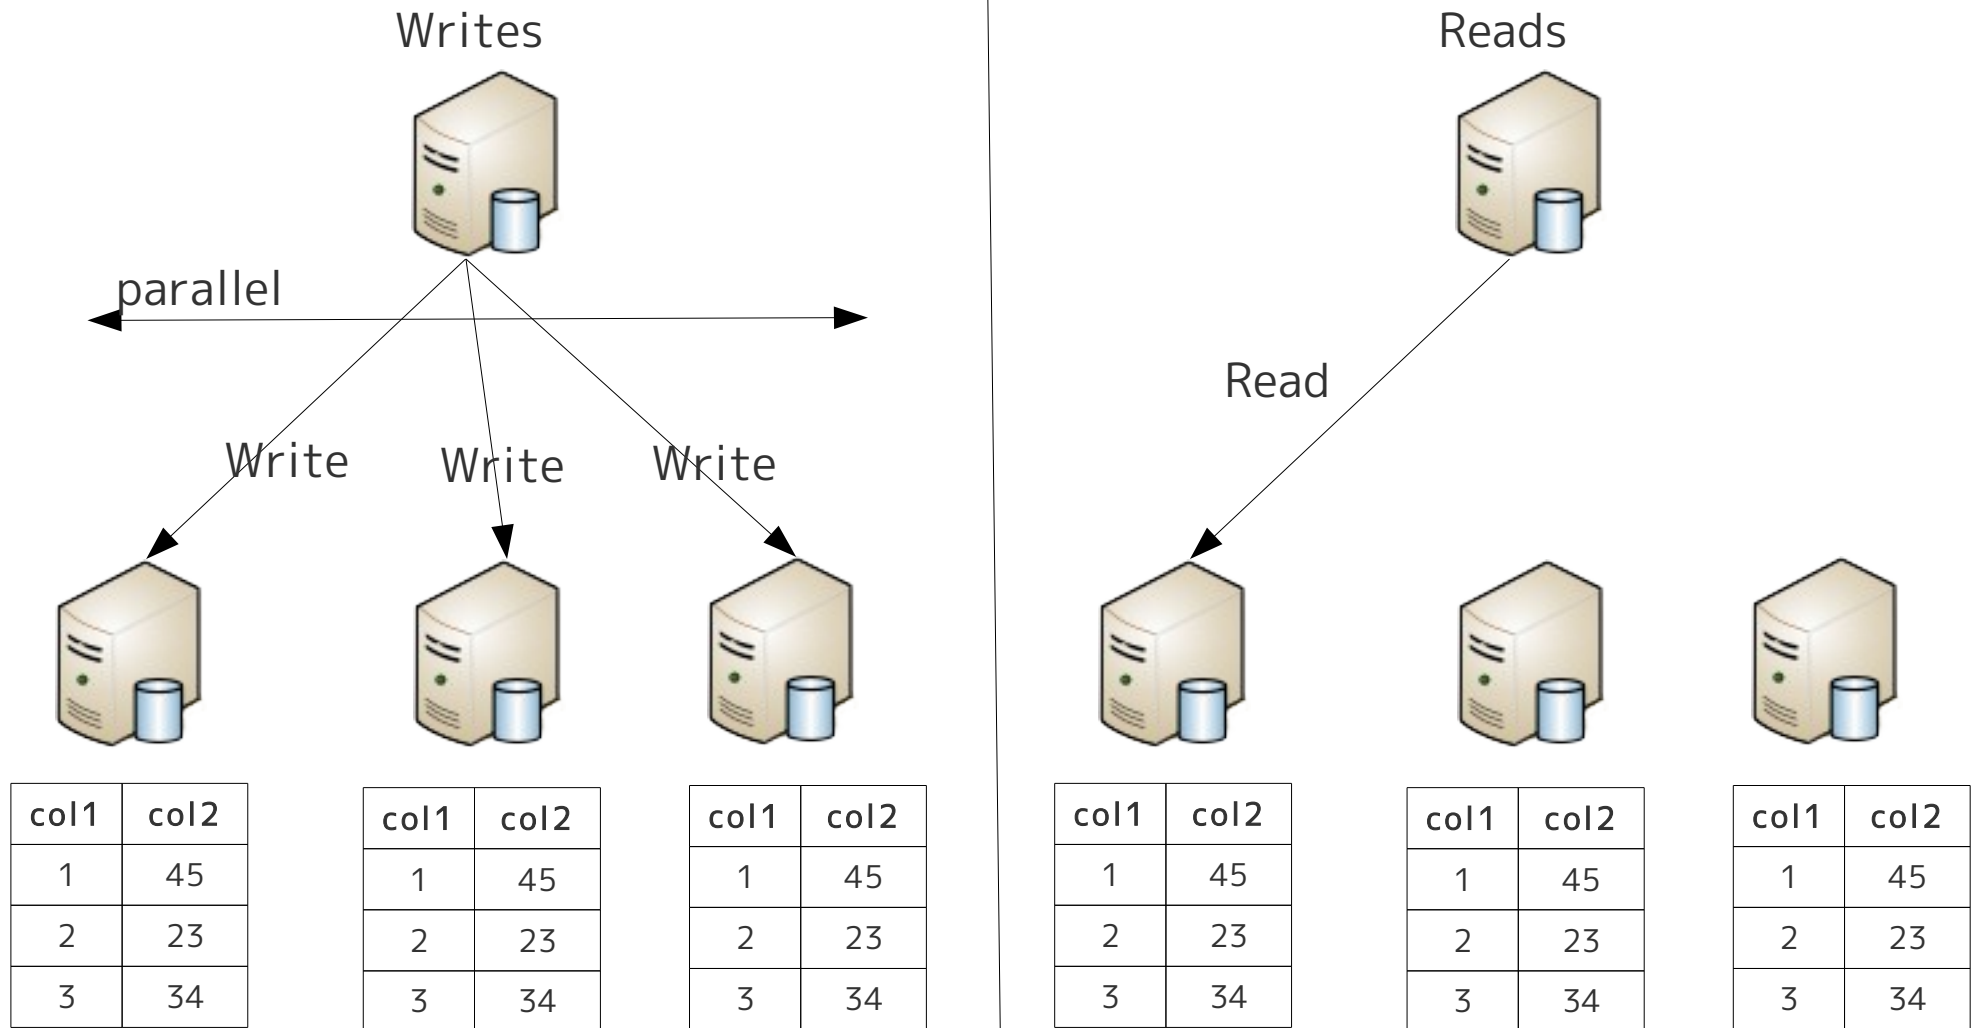 Writes
parallel
Write Write Write
col1 col2 col1 col2 col1 col2
1 45 1 45 1 45
2 23 2 23 2 23
3 34 3 34 3 34
Reads
Read
col1 col2 col1 col2 col1 col2
1 45 1 45 1 45
2 23 2 23 2 23
3 34 3 34 3 34